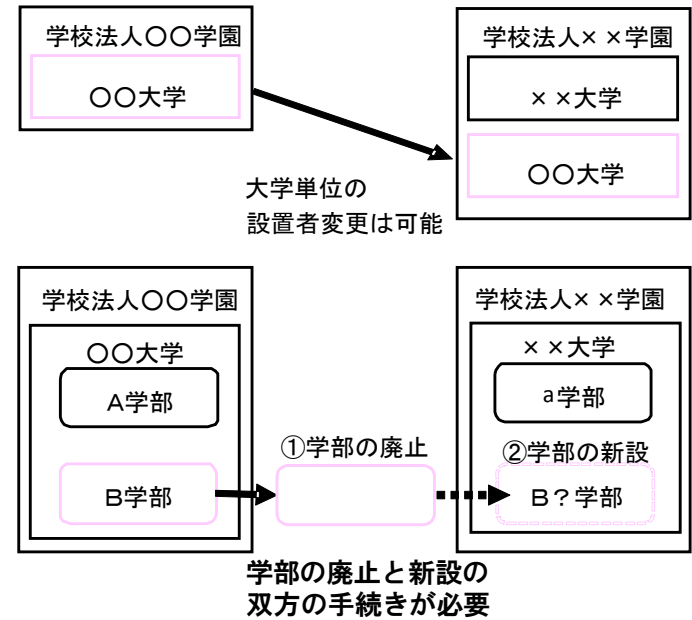 学校法人〇〇学園
〇〇大学
学校法人××学園
××大学
〇〇大学
大学単位の
設置者変更は可能
学校法人〇〇学園
〇〇大学
A学部
B学部
①学部の廃止
学校法人××学園
××大学
a学部
②学部の新設
B?学部
学部の廃止と新設の
双方の手続きが必要